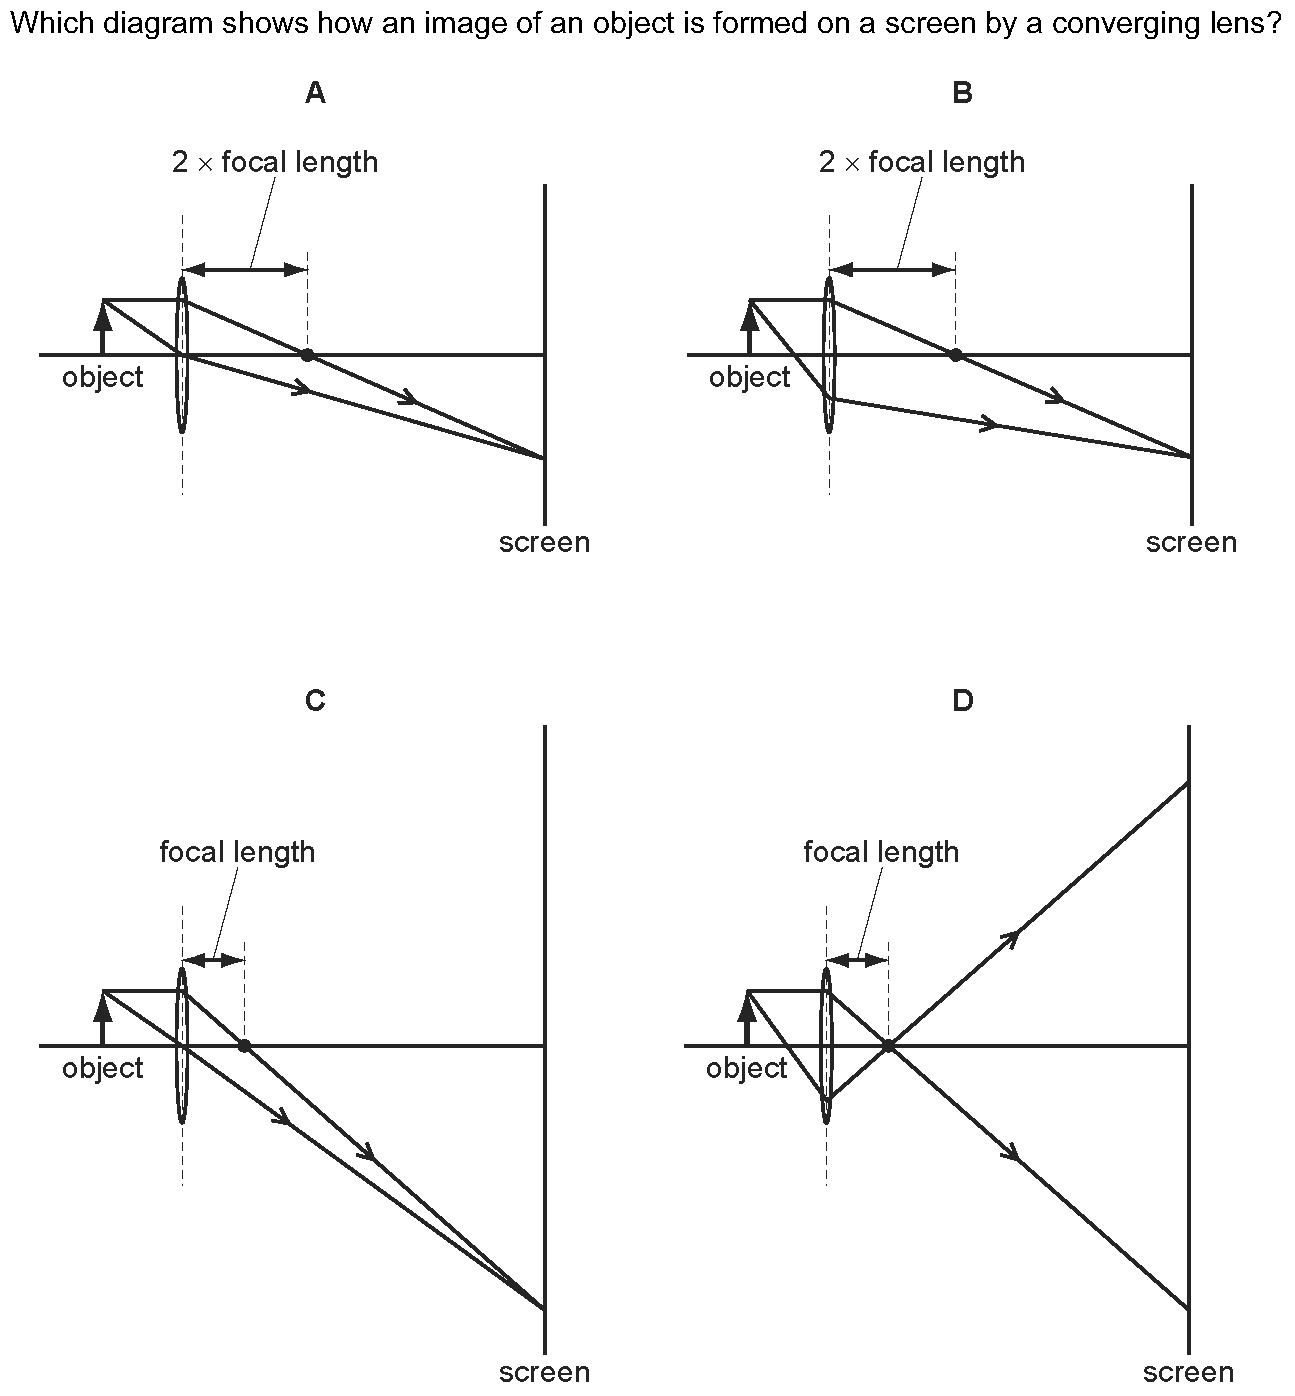 Which diagram shows how an image of an object is formed on a screen by a converging lens?
A
2 × focal length
object
screen
B
2 × focal length
object
screen
C
focal length
object
screen
D
focal length
object
screen